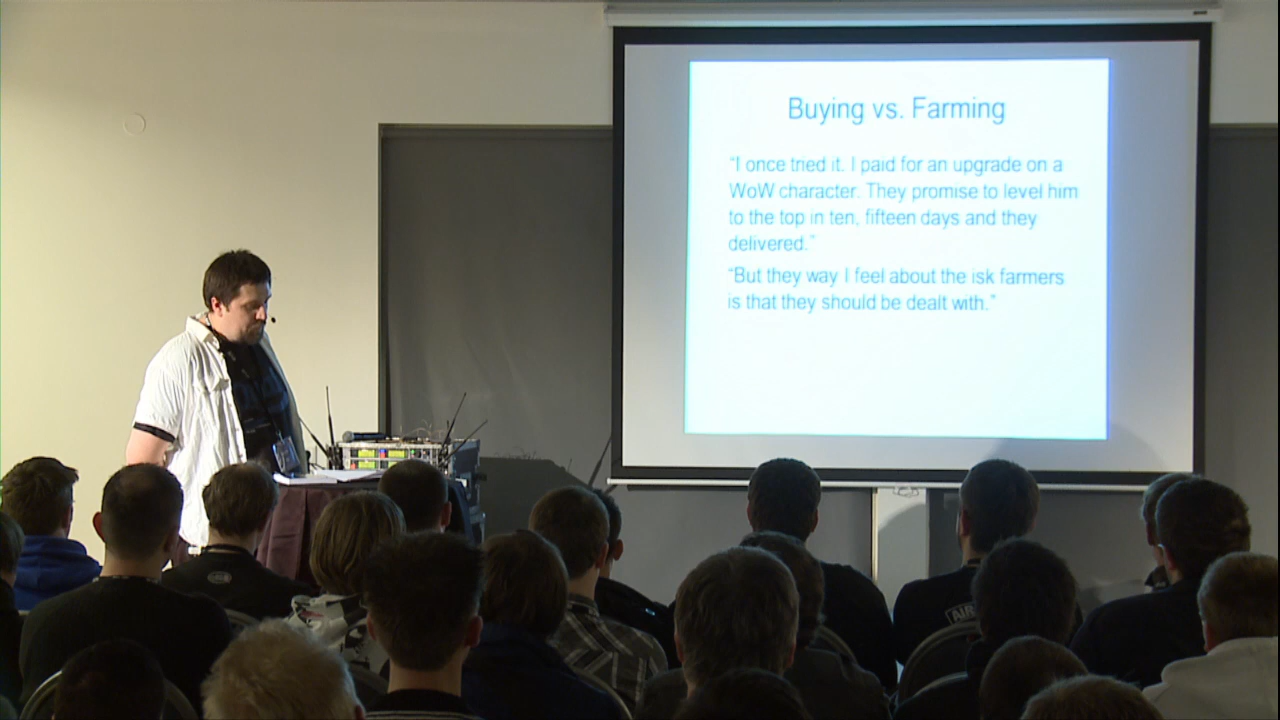 Buying vs. Farming
"I once tried it. I paid for an upgrade on a
WoW character. They promise to level him
to the top in ten, fifteen days and they
delivered."
"But they way I feel about the isk farmers
is that they should be dealt with."
AIR